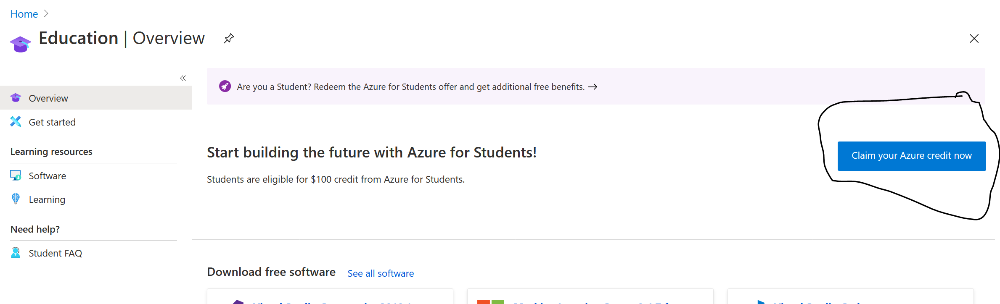 Home
Education | Overview
Are you a Student? Redeem the Azure for Students offer and get additional free benefits. →
Overview
Get started
Learning resources
Software
Learning
Need help?
Student FAQ
Start building the future with Azure for Students!
Claim your Azure credit now
Students are eligible for $100 credit from Azure for Students.
Download free software See all software